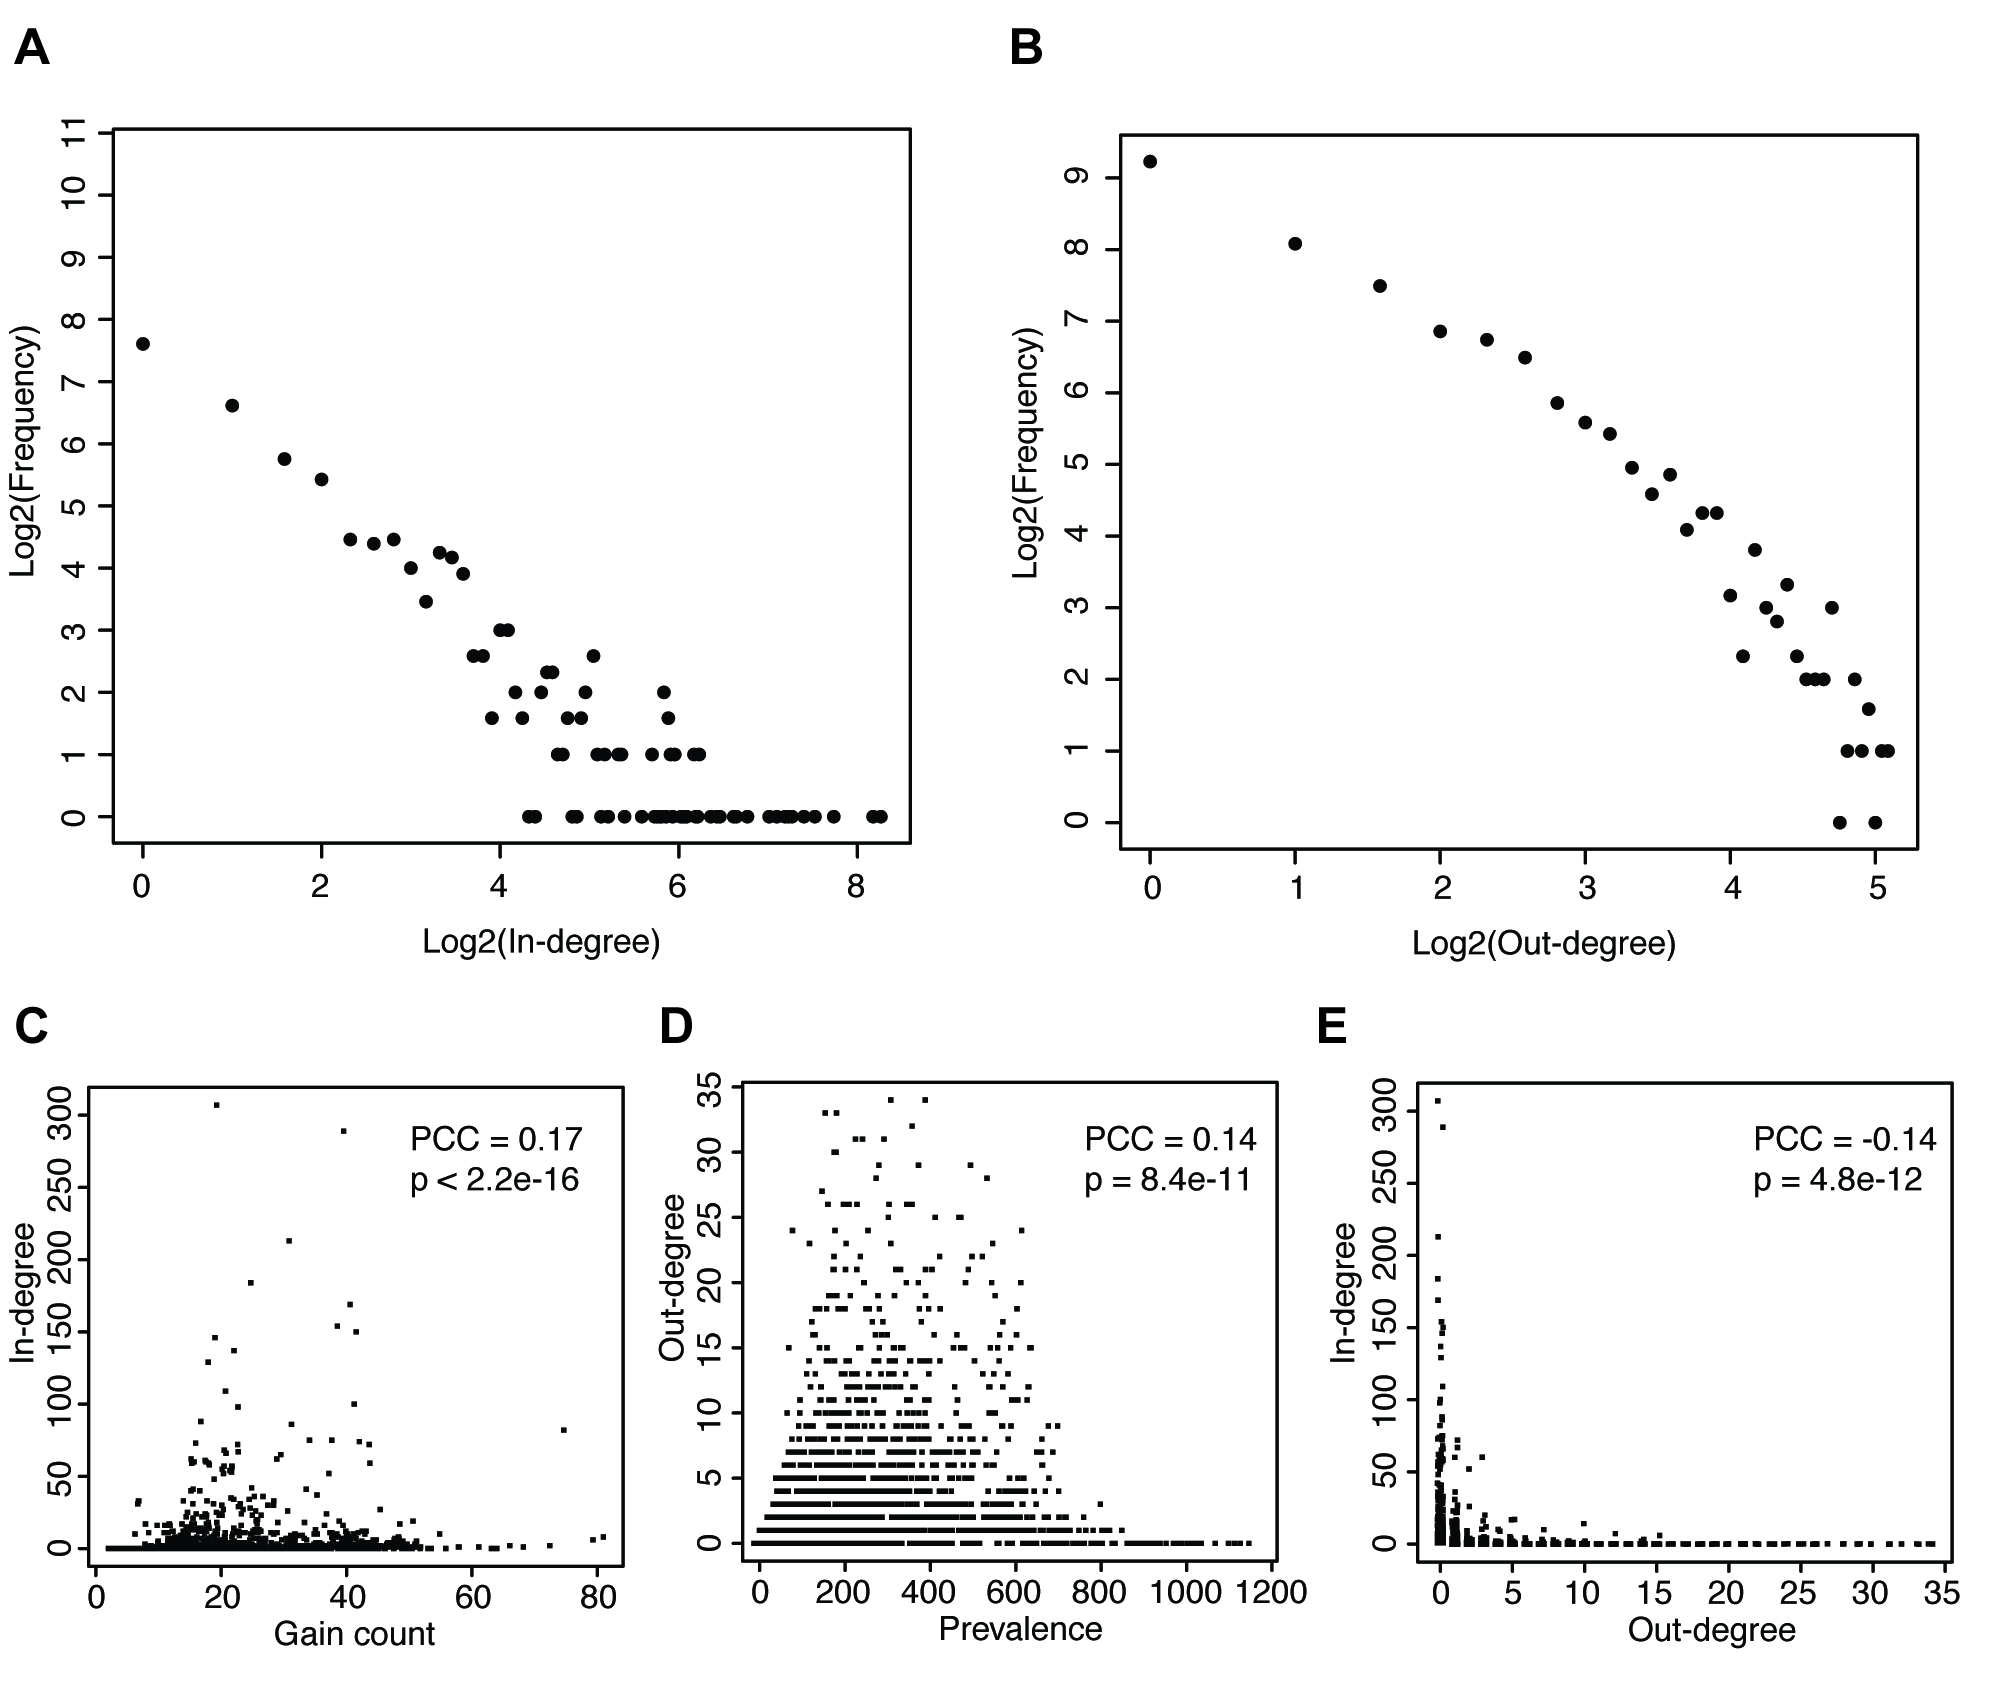 A
B
11
10
9
8
7
6
5
4
3
2
1
0
Log2(Frequency)
0 2 4 6 8
Log2(In-degree)
9
8
7
6
5
4
3
2
1
0
Log2(Frequency)
0 1 2 3 4 5
Log2(Out-degree)
C
D
E
300
250
200
150
100
50
0
In-degree
PCC = 0.17
p < 2.2e-16
0 20 40 60 80
Gain count
35
30
25
20
15
10
5
0
Out-degree
PCC = 0.14
p = 8.4e-11
0 200 400 600 800 1000 1200
Prevalence
300
250
200
150
100
50
0
In-degree
PCC = -0.14
p = 4.8e-12
0 5 10 15 20 25 30 35
Out-degree